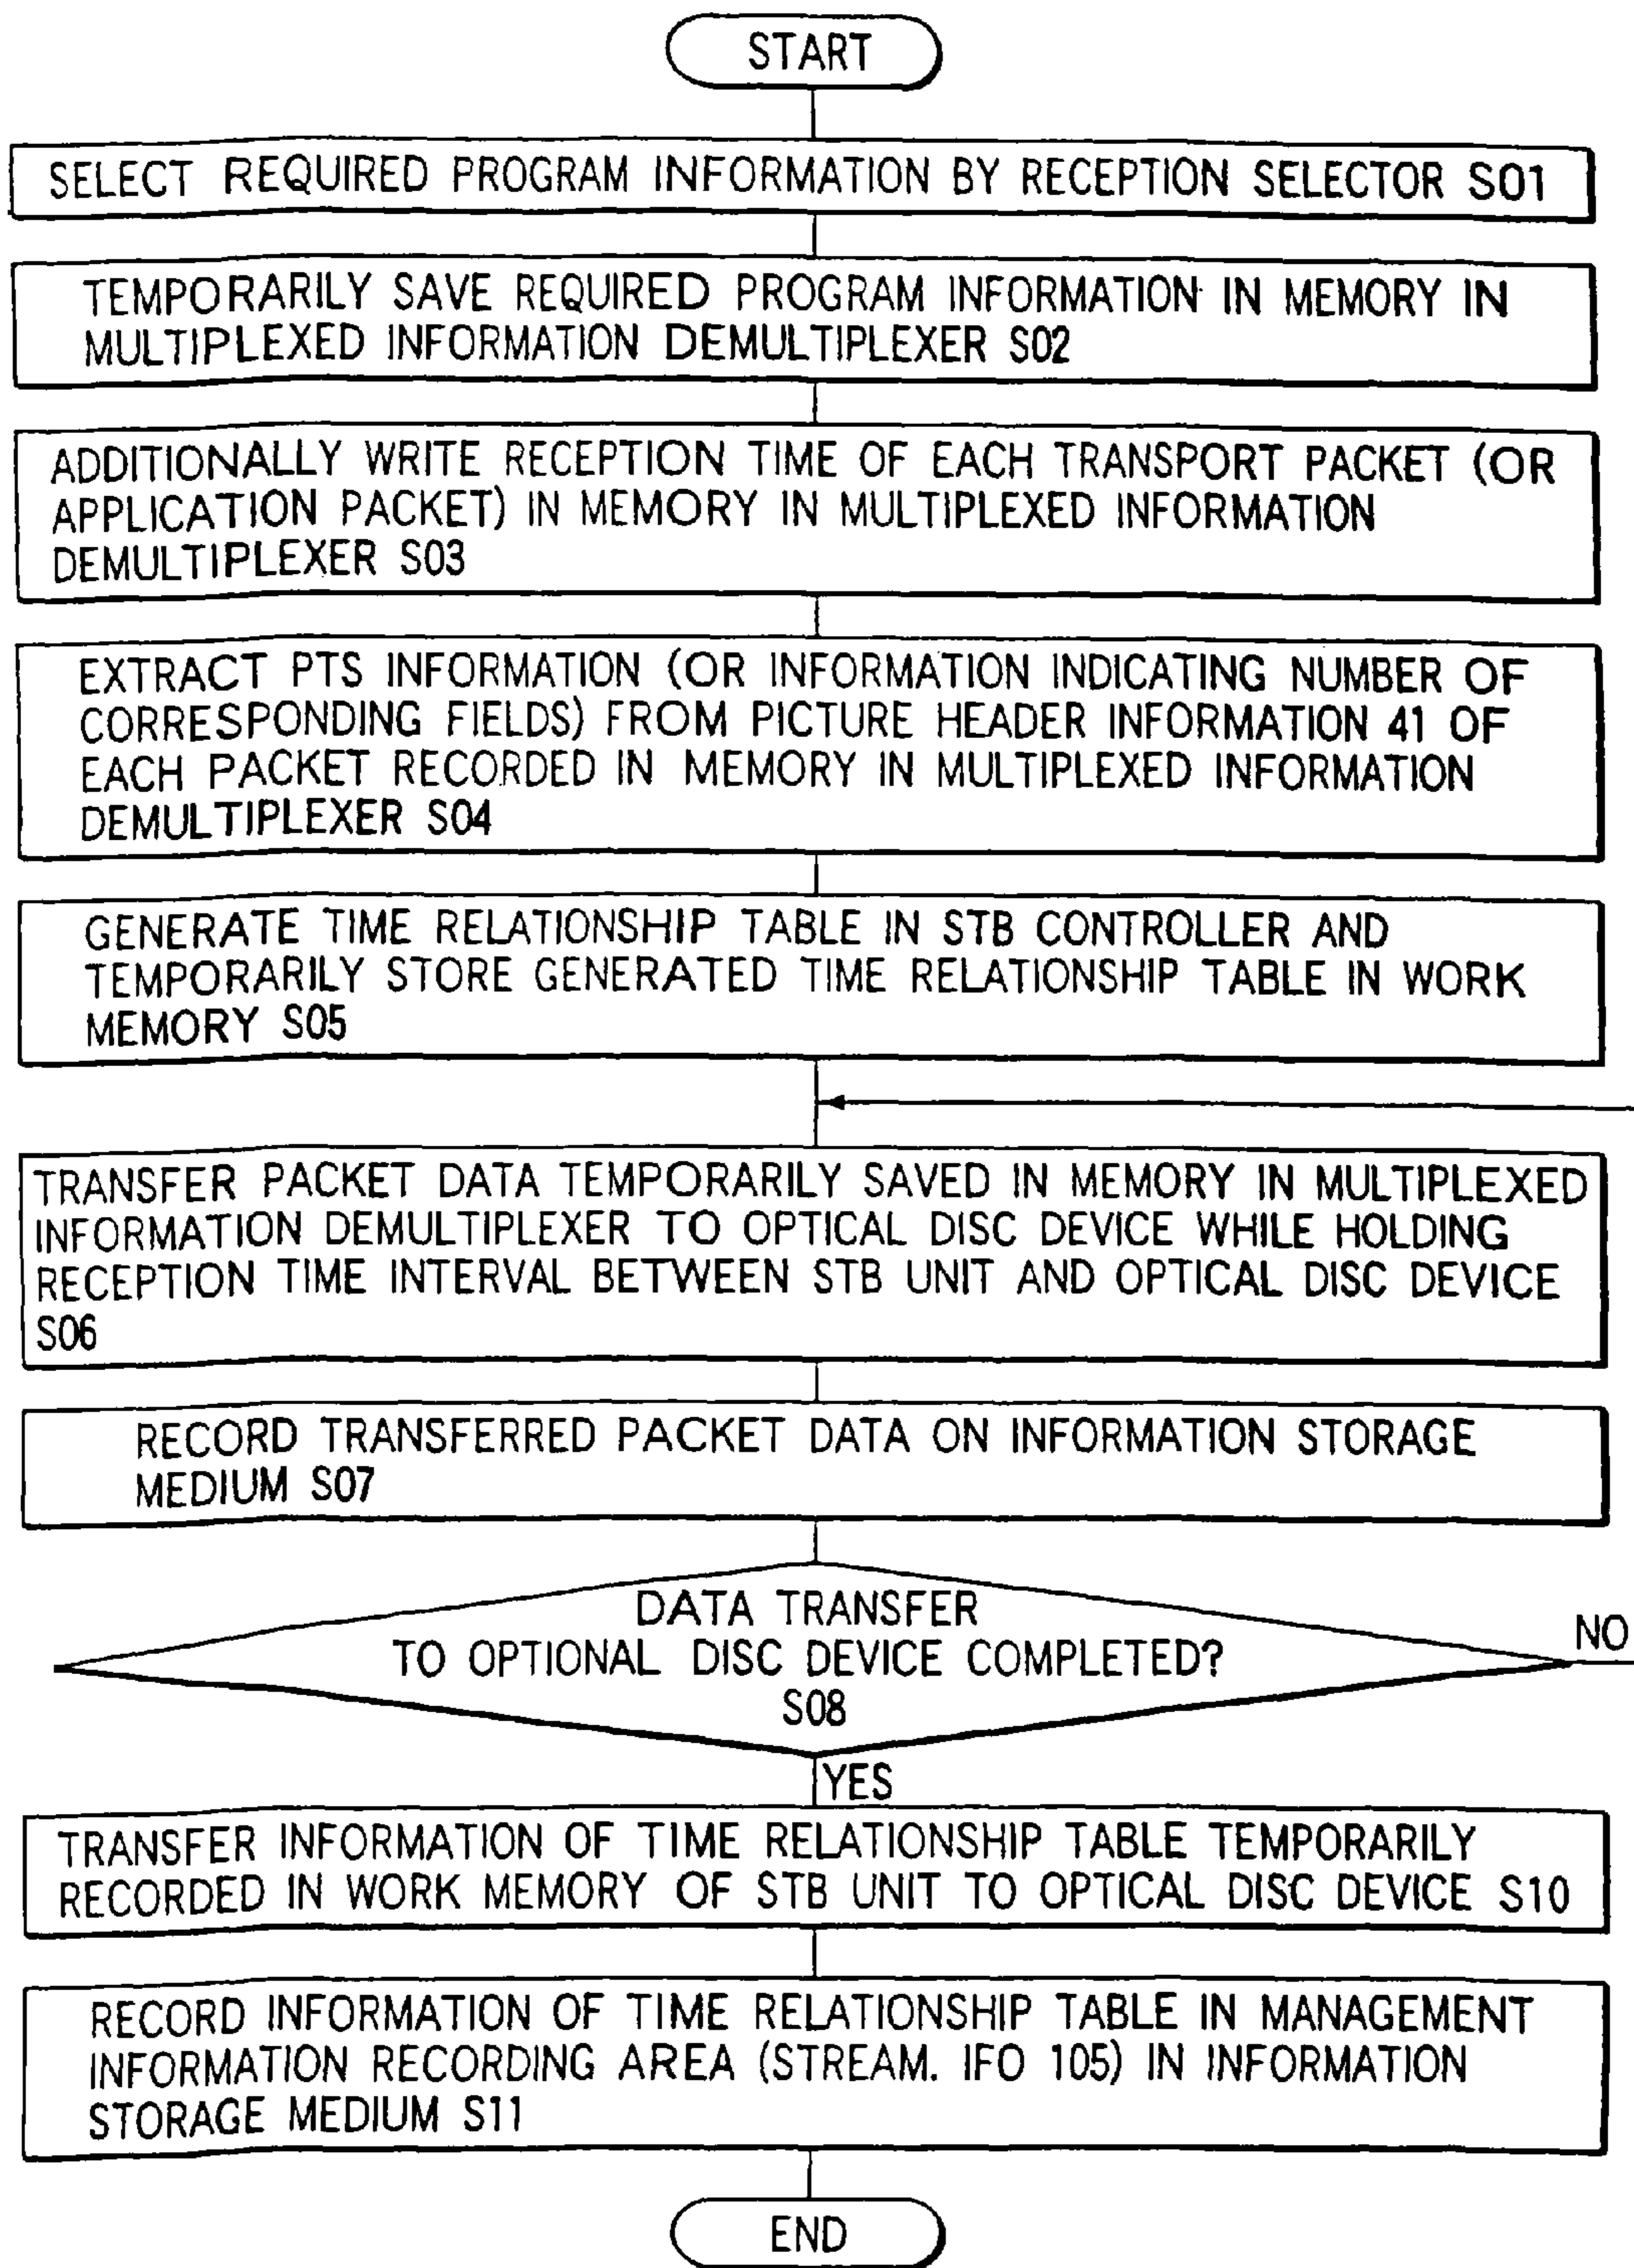 START
SELECT REQUIRED PROGRAM INFORMATION BY RECEPTION SELECTOR S01
TEMPORARILY SAVE REQUIRED PROGRAM INFORMATION IN MEMORY IN
MULTIPLEXED INFORMATION DEMULTIPLEXER S02
ADDITIONALLY WRITE RECEPTION TIME OF EACH TRANSPORT PACKET (OR
APPLICATION PACKET) IN MEMORY IN MULTIPLEXED INFORMATION
DEMULTIPLEXER S03
EXTRACT PTS INFORMATION (OR INFORMATION INDICATING NUMBER OF
CORRESPONDING FIELDS) FROM PICTURE HEADER INFORMATION 41 OF
EACH PACKET RECORDED IN MEMORY IN MULTIPLEXED INFORMATION
DEMULTIPLEXER S04
GENERATE TIME RELATIONSHIP TABLE IN STB CONTROLLER AND
TEMPORARILY STORE GENERATED TIME RELATIONSHIP TABLE IN WORK
MEMORY S05
TRANSFER PACKET DATA TEMPORARILY SAVED IN MEMORY IN MULTIPLEXED
INFORMATION DEMULTIPLEXER TO OPTICAL DISC DEVICE WHILE HOLDING
RECEPTION TIME INTERVAL BETWEEN STB UNIT AND OPTICAL DISC DEVICE
S06
RECORD TRANSFERRED PACKET DATA ON INFORMATION STORAGE
MEDIUM S07
DATA TRANSFER
TO OPTIONAL DISC DEVICE COMPLETED?
S08
NO
YES
TRANSFER INFORMATION OF TIME RELATIONSHIP TABLE TEMPORARILY
RECORDED IN WORK MEMORY OF STB UNIT TO OPTICAL DISC DEVICE S10
RECORD INFORMATION OF TIME RELATIONSHIP TABLE IN MANAGEMENT
INFORMATION RECORDING AREA (STREAM. IFO 105) IN INFORMATION
STORAGE MEDIUM S11
END